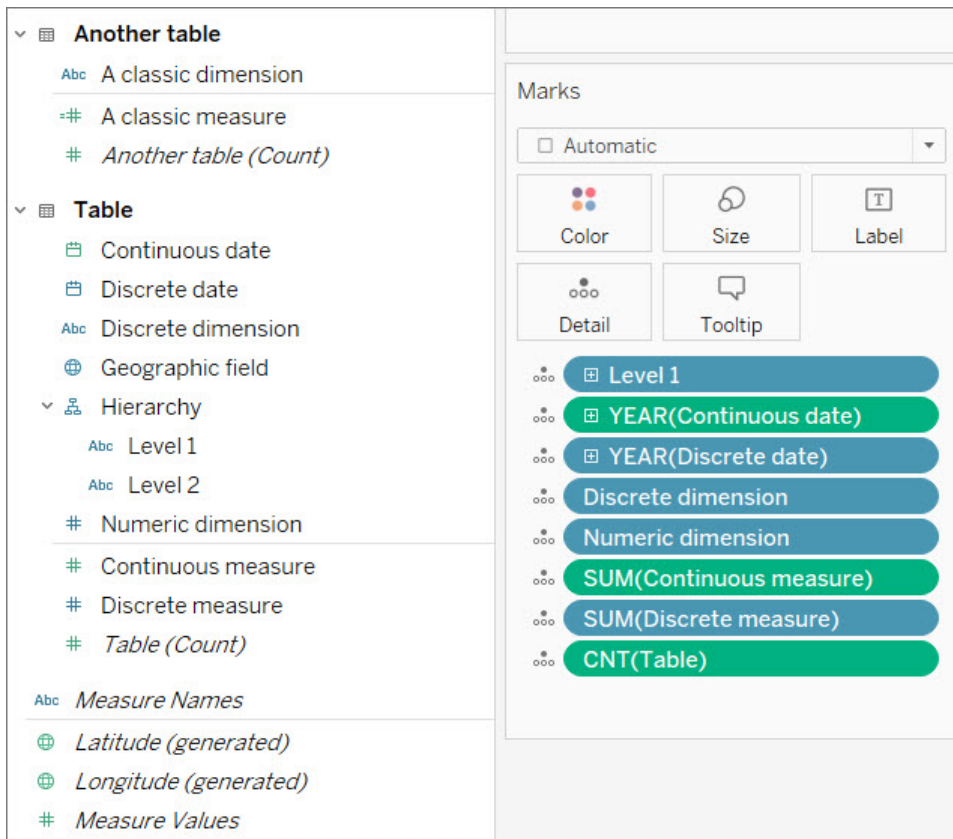 Another table
Abc A classic dimension
=# A classic measure
# Another table (Count)
Table
Continuous date
Discrete date
Abc Discrete dimension
Geographic field
Hierarchy
Abc Level 1
Abc Level 2
# Numeric dimension
# Continuous measure
# Discrete measure
# Table (Count)
Abc Measure Names
Latitude (generated)
Longitude (generated)
# Measure Values
Marks
Automatic
Color Size T Label
Detail Tooltip
Level 1
YEAR(Continuous date)
YEAR(Discrete date)
Discrete dimension
Numeric dimension
SUM(Continuous measure)
SUM(Discrete measure)
CNT(Table)